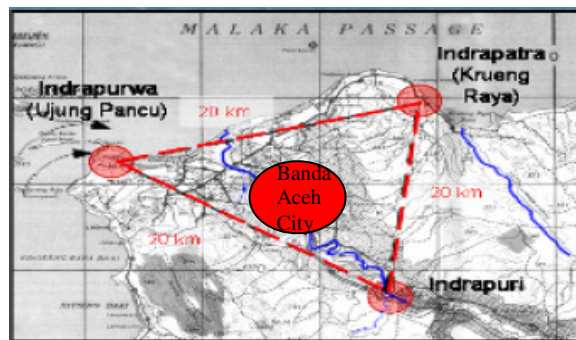 MALAKA PASSAGE
Indrapatra
(Krueng
Raya)
Indrapurwa
(Ujung Pancu)
20 km
Banda
Aceh
City
20 km
20 km
Indrapuri